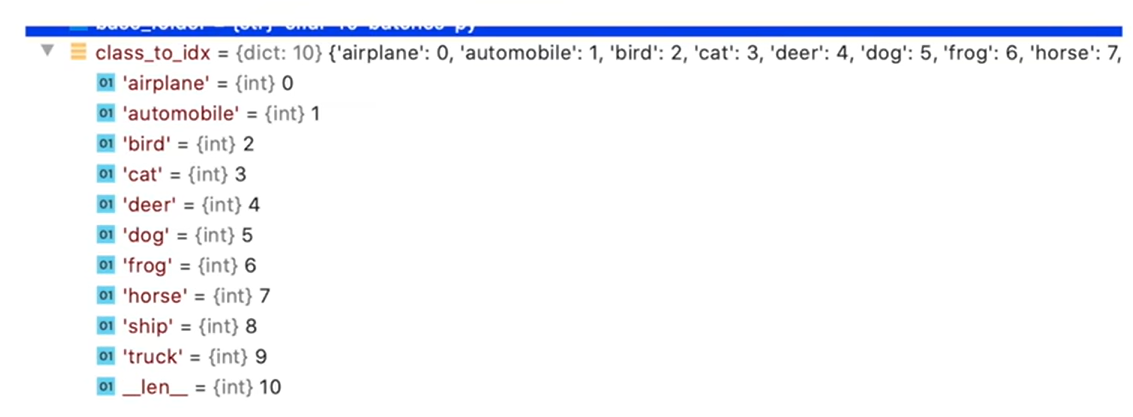 class_to_idx = {dict: 10} {'airplane': 0, 'automobile': 1, 'bird': 2, 'cat': 3, 'deer': 4, 'dog': 5, 'frog': 6, 'horse': 7,
01 'airplane' = {int} 0
01 'automobile' = {int} 1
01 'bird' = {int} 2
01 'cat' = {int} 3
01 'deer' = {int} 4
01 'dog' = {int} 5
01 'frog' = {int} 6
01 'horse' = {int} 7
01 'ship' = {int} 8
01 'truck' = {int} 9
01 __len__ = {int} 10